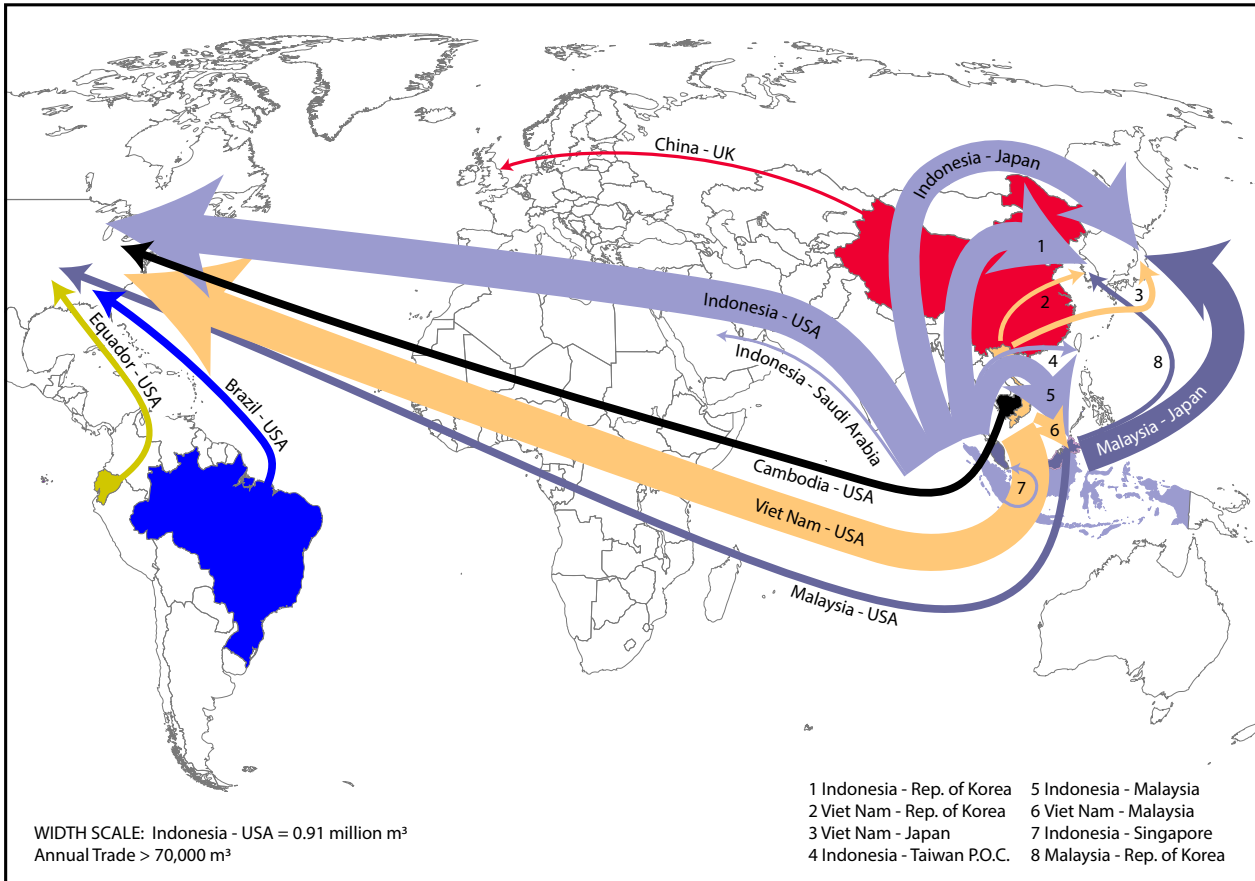 China - UK
Indonesia - Japan
1
Indonesia - USA
2
3
Equador - USA
Indonesia - Saudi Arabia
4
8
Brazil - USA
5
6
Malaysia - Japan
Cambodia - USA
7
Viet Nam - USA
Malaysia - USA
1 Indonesia - Rep. of Korea
2 Viet Nam - Rep. of Korea
3 Viet Nam - Japan
4 Indonesia - Taiwan P.O.C.
5 Indonesia - Malaysia
6 Viet Nam - Malaysia
7 Indonesia - Singapore
8 Malaysia - Rep. of Korea
WIDTH SCALE: Indonesia - USA = 0.91 million m³
Annual Trade > 70,000 m³